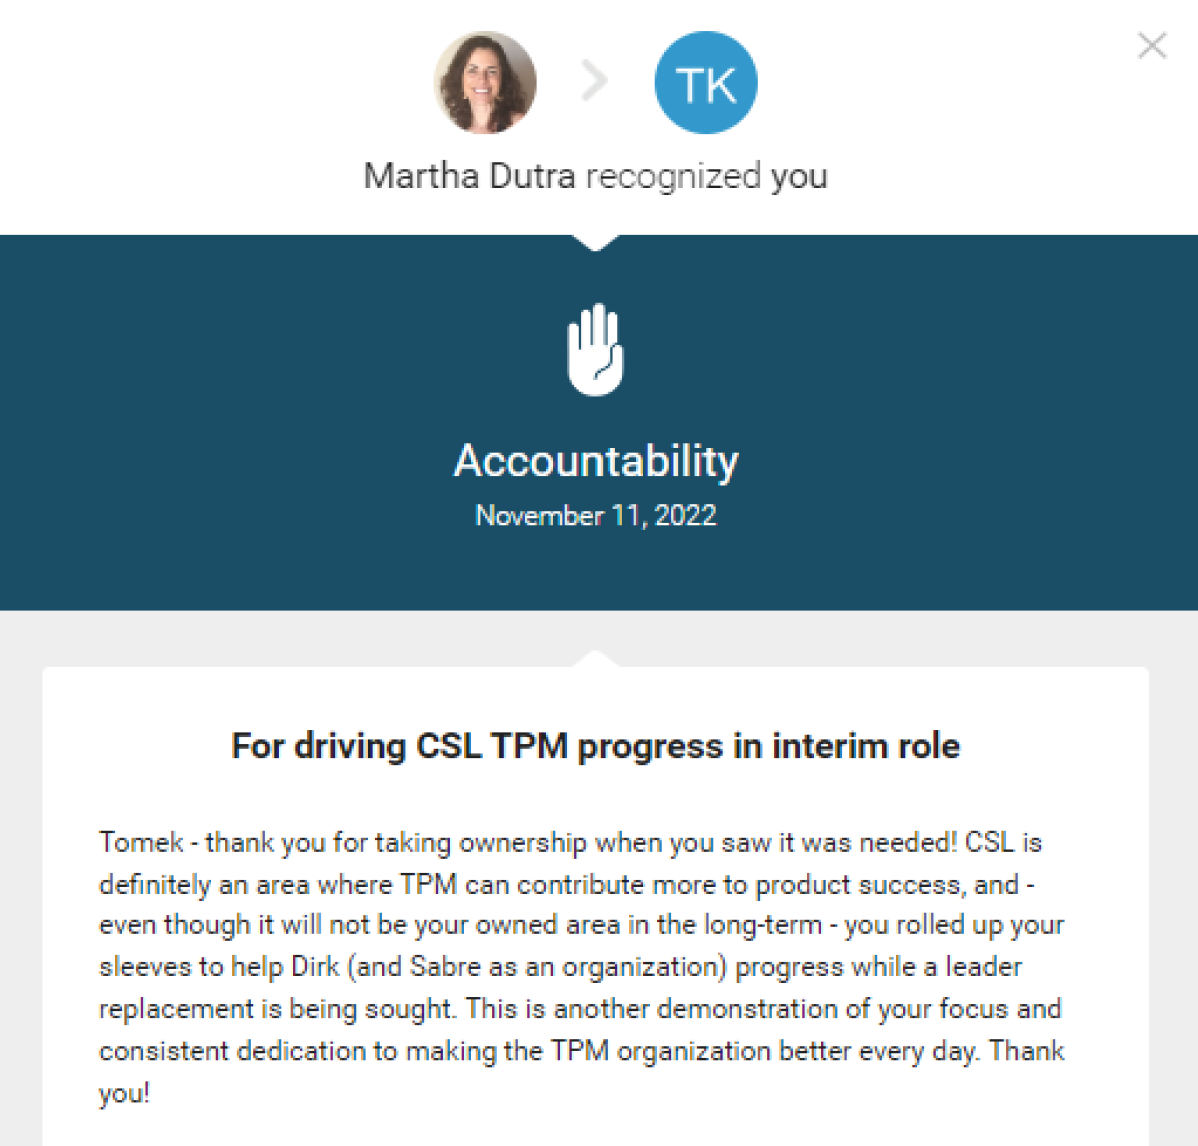 TK
Martha Dutra recognized you
Accountability
November 11, 2022
For driving CSL TPM progress in interim role
Tomek - thank you for taking ownership when you saw it was needed! CSL is
definitely an area where TPM can contribute more to product success, and -
even though it will not be your owned area in the long-term - you rolled up your
sleeves to help Dirk (and Sabre as an organization) progress while a leader
replacement is being sought. This is another demonstration of your focus and
consistent dedication to making the TPM organization better every day. Thank
you!